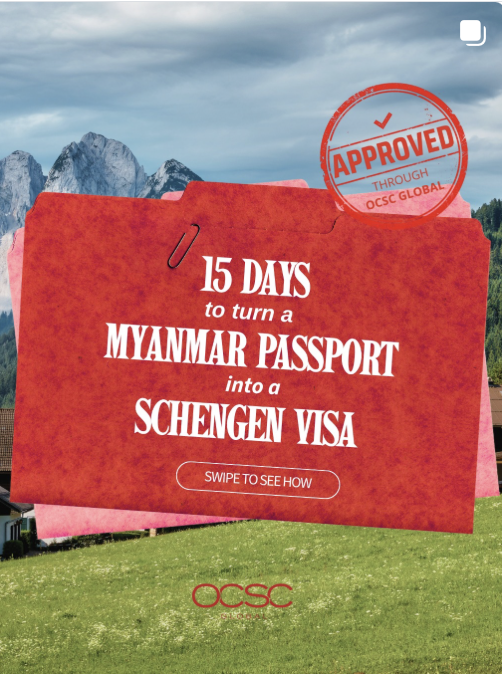 APPROVED
THROUGH
OCSC GLOBAL
15 DAYS
to turn a
MYANMAR PASSPORT
into a
SCHENGEN VISA
SWIPE TO SEE HOW
OCSC